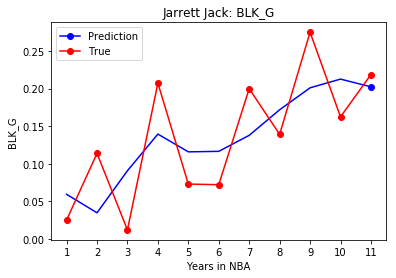 Jarrett Jack: BLK_G
Prediction
True
0.25
0.20
0.15
0.10
0.05
0.00
BLK_G
1 2 3 4 5 6 7 8 9 10 11
Years in NBA